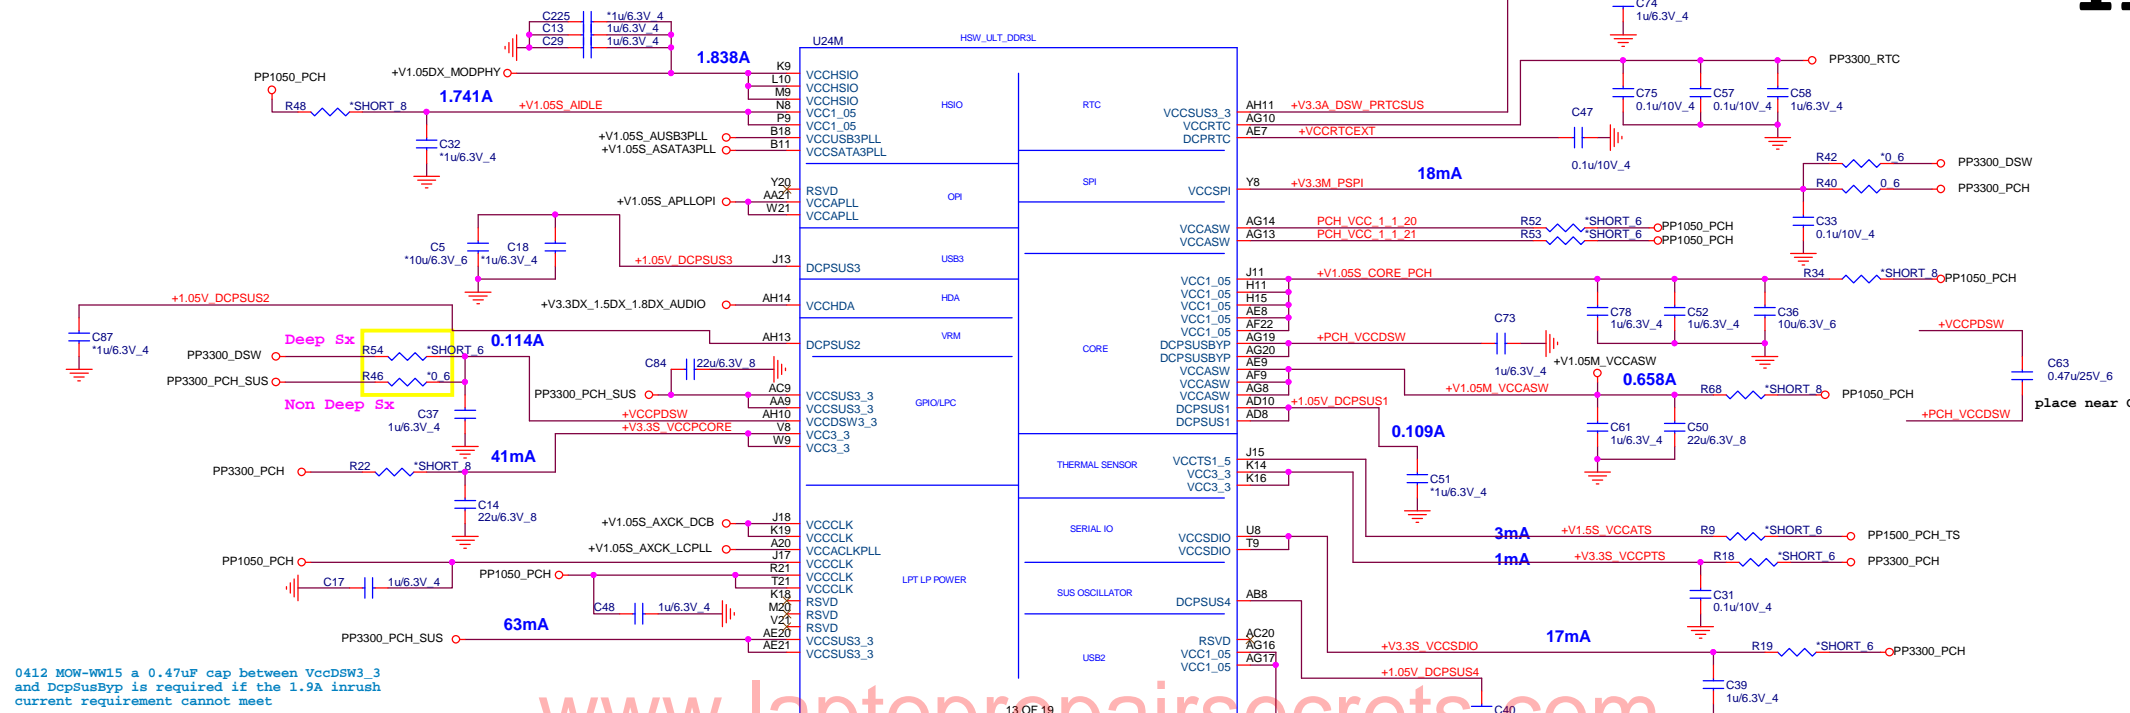 C225 *1u/6.3V_4
C13 1u/6.3V_4
C29 1u/6.3V_4
C74
1u/6.3V_4
U24M
HSW_ULT_DDR3L
1.838A
+V1.05DX_MODPHY
K9 VCCHSIO
L10 VCCHSIO
M9 VCCHSIO
N8 VCC1_05
P9 VCC1_05
B18 VCCUSB3PLL
B11 VCCSATA3PLL
HSIO
PP1050_PCH
R48 *SHORT_8
1.741A
+V1.05S_AIDLE
C32
*1u/6.3V_4
+V1.05S_AUSB3PLL
+V1.05S_ASATA3PLL
Y20 RSVD
AA21 VCCAPLL
W21 VCCAPLL
OPI
+V1.05S_APLLOPI
C5
*10u/6.3V_6
C18
*1u/6.3V_4
+1.05V_DCPSUS3
J13 DCPSUS3
USB3
+V3.3DX_1.5DX_1.8DX_AUDIO
AH14 VCCHDA
HDA
+1.05V_DCPSUS2
C87
*1u/6.3V_4
AH13 DCPSUS2
VRM
Deep Sx
PP3300_DSW
R54 *SHORT_6
0.114A
PP3300_PCH_SUS
R46 *0_6
Non Deep Sx
C37
1u/6.3V_4
C84 22u/6.3V_8
PP3300_PCH_SUS
AC9 VCCSUS3_3
AA9 VCCSUS3_3
AH10 VCCDSW3_3
V8 VCC3_3
W9 VCC3_3
GPIO/LPC
+VCCPDSW
+V3.3S_VCCPCORE
PP3300_PCH
R22 *SHORT_8
41mA
C14
22u/6.3V_8
+V1.05S_AXCK_DCB
+V1.05S_AXCK_LCPLL
J18 VCCCLK
K19 VCCCLK
A20 VCCACLKPLL
J17 VCCCLK
R21 VCCCLK
T21 VCCCLK
K18 RSVD
M20 RSVD
V21 RSVD
AE20 VCCSUS3_3
AE21 VCCSUS3_3
LPT LP POWER
PP1050_PCH
C17 1u/6.3V_4
PP1050_PCH
C48 1u/6.3V_4
PP3300_PCH_SUS
63mA
0412 MOW-WW15 a 0.47uF cap between VccDSW3_3
and DcpSusByp is required if the 1.9A inrush
current requirement cannot meet
RTC
VCCSUS3_3 AH11 +V3.3A_DSW_PRTCSUS
VCCRTC AG10
DCPRTC AE7 +VCCRTCEXT
PP3300_RTC
C75
0.1u/10V_4
C57
0.1u/10V_4
C58
1u/6.3V_4
C47
0.1u/10V_4
SPI
VCCSPI Y8 +V3.3M_PSPI
18mA
R42 *0_6 PP3300_DSW
R40 0_6 PP3300_PCH
C33
0.1u/10V_4
VCCASW AG14 PCH_VCC_1_1_20 R52 *SHORT_6 PP1050_PCH
VCCASW AG13 PCH_VCC_1_1_21 R53 *SHORT_6 PP1050_PCH
CORE
VCC1_05 J11 +V1.05S_CORE_PCH R34 *SHORT_8 PP1050_PCH
VCC1_05 H11
VCC1_05 H15
VCC1_05 AE8
VCC1_05 AF22
DCPSUSBYP AG19 +PCH_VCCDSW
DCPSUSBYP AG20
VCCASW AE9
VCCASW AF9
VCCASW AG8
DCPSUS1 AD10 +1.05V_DCPSUS1
DCPSUS1 AD8
C78
1u/6.3V_4
C52
1u/6.3V_4
C36
10u/6.3V_6
C73
1u/6.3V_4
+V1.05M_VCCASW
+V1.05M_VCCASW
0.658A
R68 *SHORT_8 PP1050_PCH
C61
1u/6.3V_4
C50
22u/6.3V_8
+VCCPDSW
C63
0.47u/25V_6
place near
+PCH_VCCDSW
0.109A
C51
*1u/6.3V_4
THERMAL SENSOR
VCCTS1_5 J15
VCC3_3 K14
VCC3_3 K16
3mA +V1.5S_VCCATS R9 *SHORT_6 PP1500_PCH_TS
1mA +V3.3S_VCCPTS R18 *SHORT_6 PP3300_PCH
C31
0.1u/10V_4
SERIAL IO
VCCSDIO U8
VCCSDIO T9
SUS OSCILLATOR
DCPSUS4 AB8
USB2
RSVD AC20
VCC1_05 AG16
VCC1_05 AG17
+V3.3S_VCCSDIO
17mA
R19 *SHORT_6 PP3300_PCH
C39
1u/6.3V_4
+1.05V_DCPSUS4
C40
13 OF 19
www.laptoprepairsecrets.com